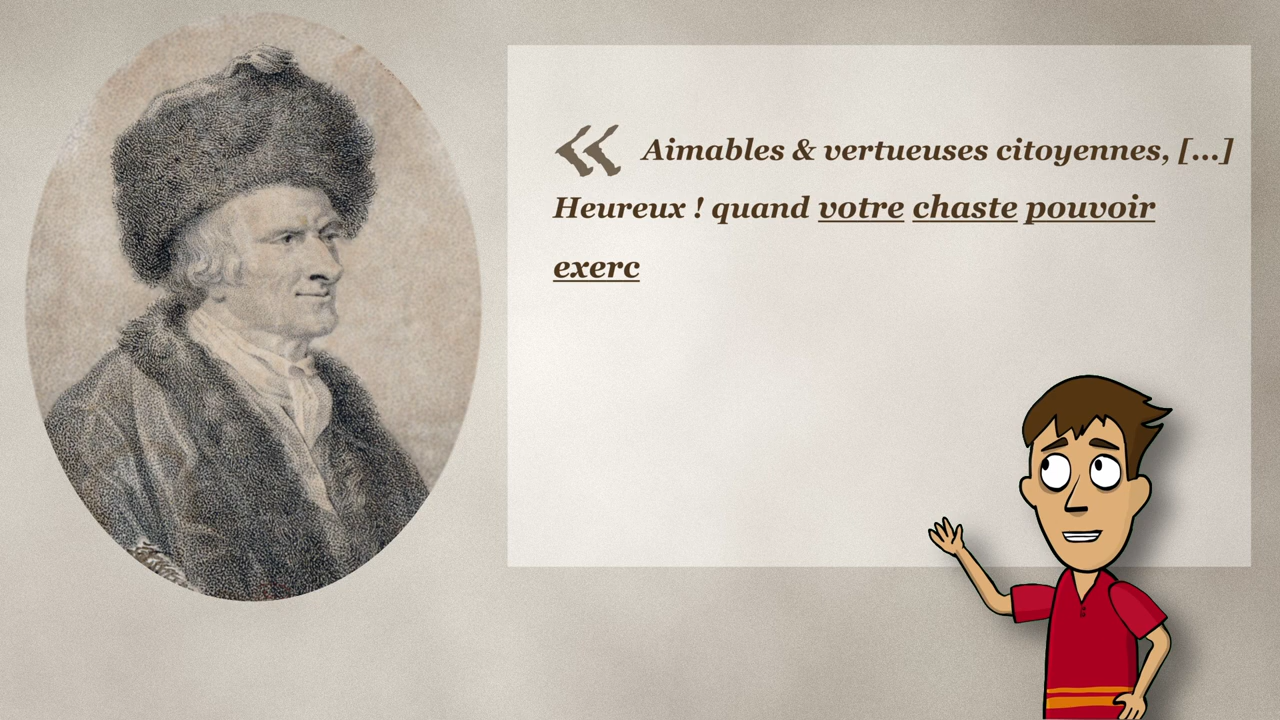 « Aimables & vertueuses citoyennes, [...]
Heureux ! quand votre chaste pouvoir
exerc